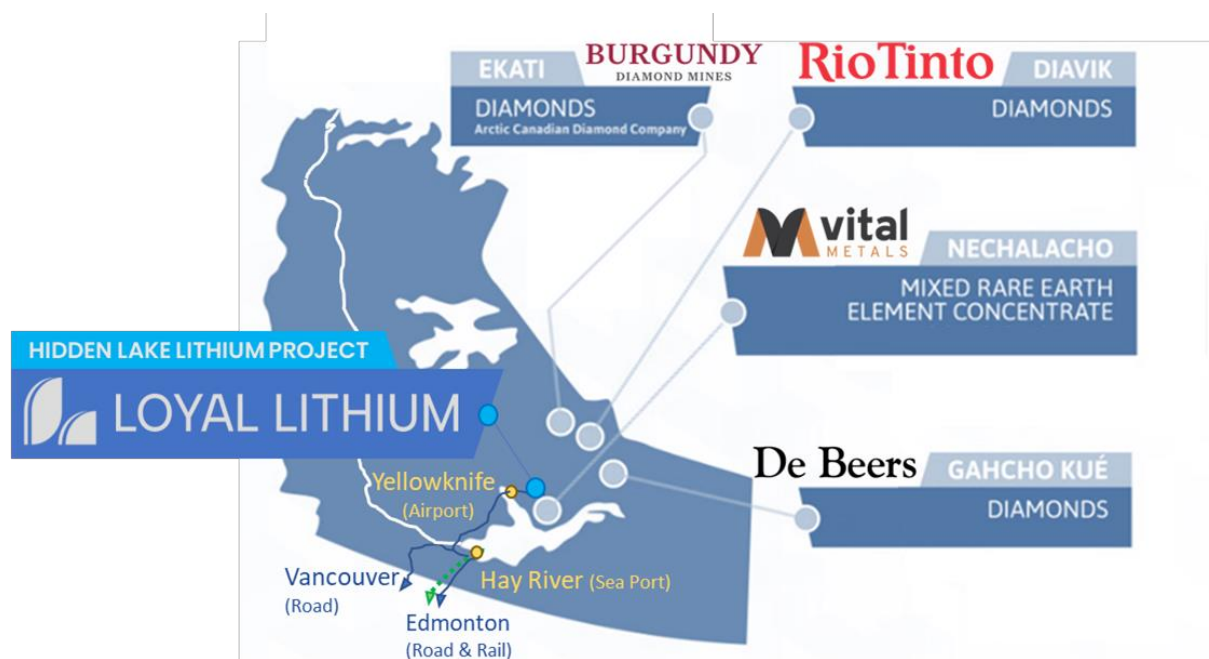 EKATI
BURGUNDY
DIAMOND MINES
DIAMONDS
Arctic Canadian Diamond Company
RioTinto
DIAVIK
DIAMONDS
vital
METALS
NECHALACHO
MIXED RARE EARTH
ELEMENT CONCENTRATE
HIDDEN LAKE LITHIUM PROJECT
LOYAL LITHIUM
De Beers
GAHCHO KUÉ
DIAMONDS
Yellowknife
(Airport)
Hay River (Sea Port)
Vancouver
(Road)
Edmonton
(Road & Rail)